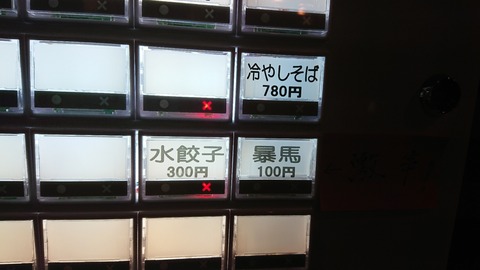 冷やしそば
780円
水餃子
300円
暴馬
100円